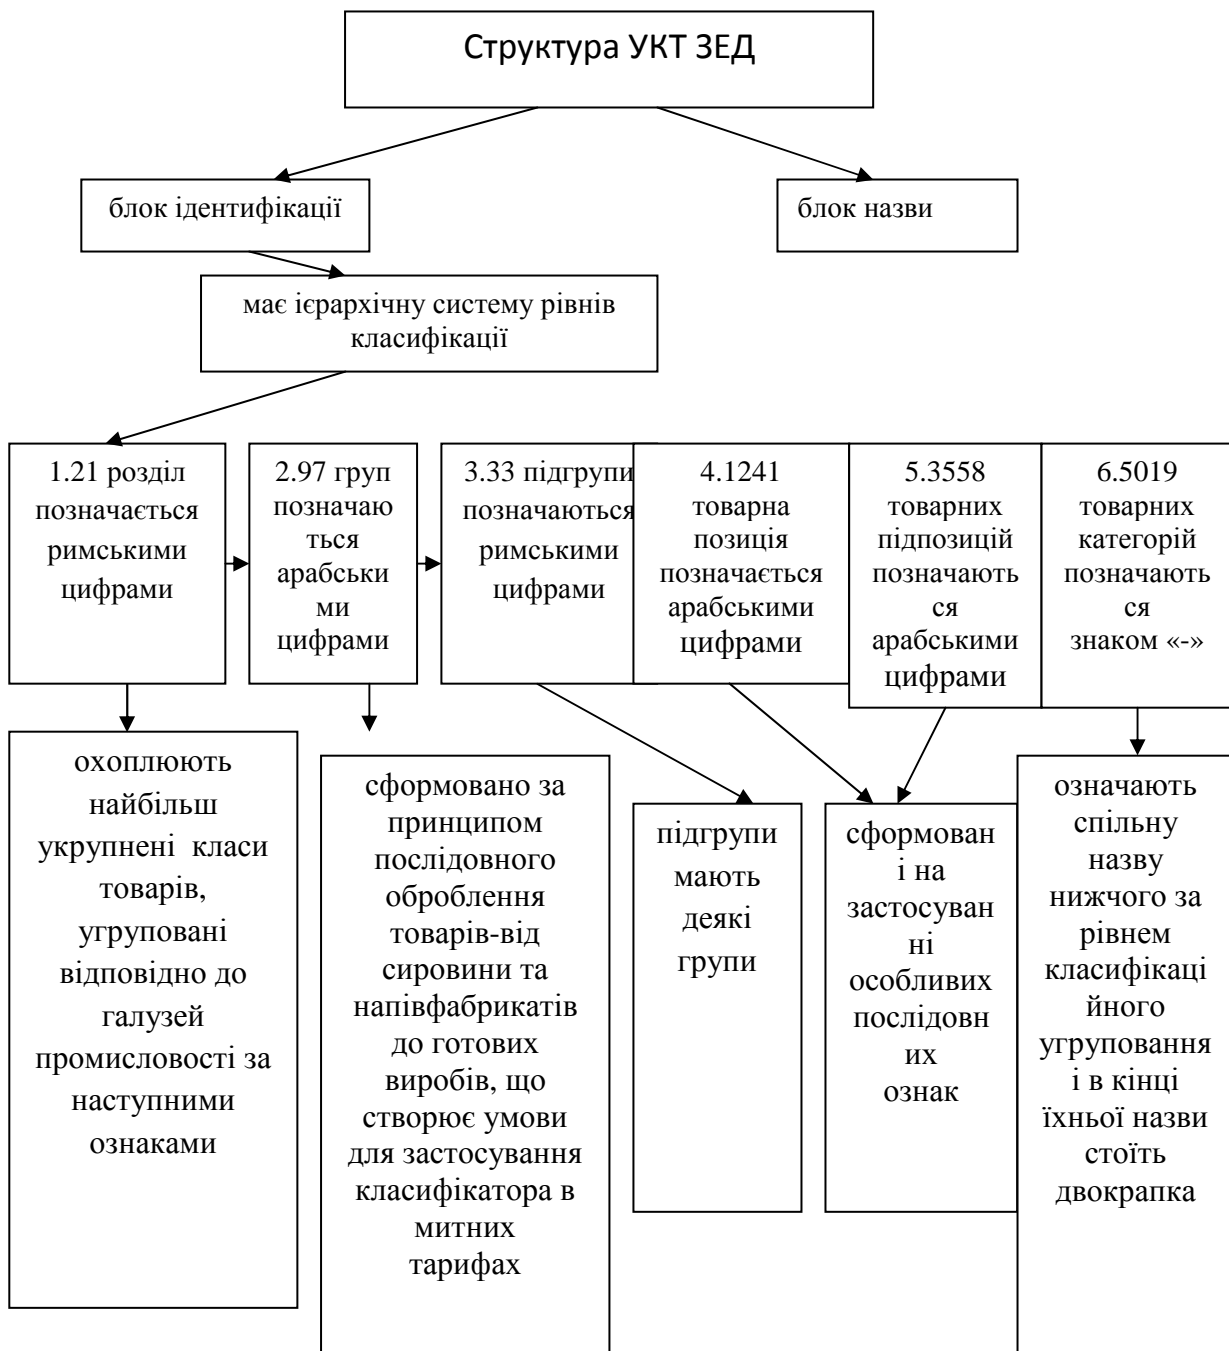 Структура УКТ ЗЕД
блок ідентифікації
блок назви
має ієрархічну систему рівнів
класифікації
1.21 розділ
позначається
римськими
цифрами
2.97 груп
позначаю
ться
арабськи
ми
цифрами
3.33 підгрупи
позначаються
римськими
цифрами
4.1241
товарна
позиція
позначається
арабськими
цифрами
5.3558
товарних
підпозицій
позначають
ся
арабськими
цифрами
6.5019
товарних
категорій
позначають
ся
знаком «-»
охоплюють
найбільш
укрупнені класи
товарів,
угруповані
відповідно до
галузей
промисловості за
наступними
ознаками
сформовано за
принципом
послідовного
оброблення
товарів-від
сировини та
напівфабрикатів
до готових
виробів, що
створює умови
для застосування
класифікатора в
митних
тарифах
підгрупи
мають
деякі
групи
сформован
і на
застосуван
ні
особливих
послідовн
их
ознак
означають
спільну
назву
нижчого за
рівнем
класифікаці
йного
угруповання
і в кінці
їхньої назви
стоїть
двокрапка